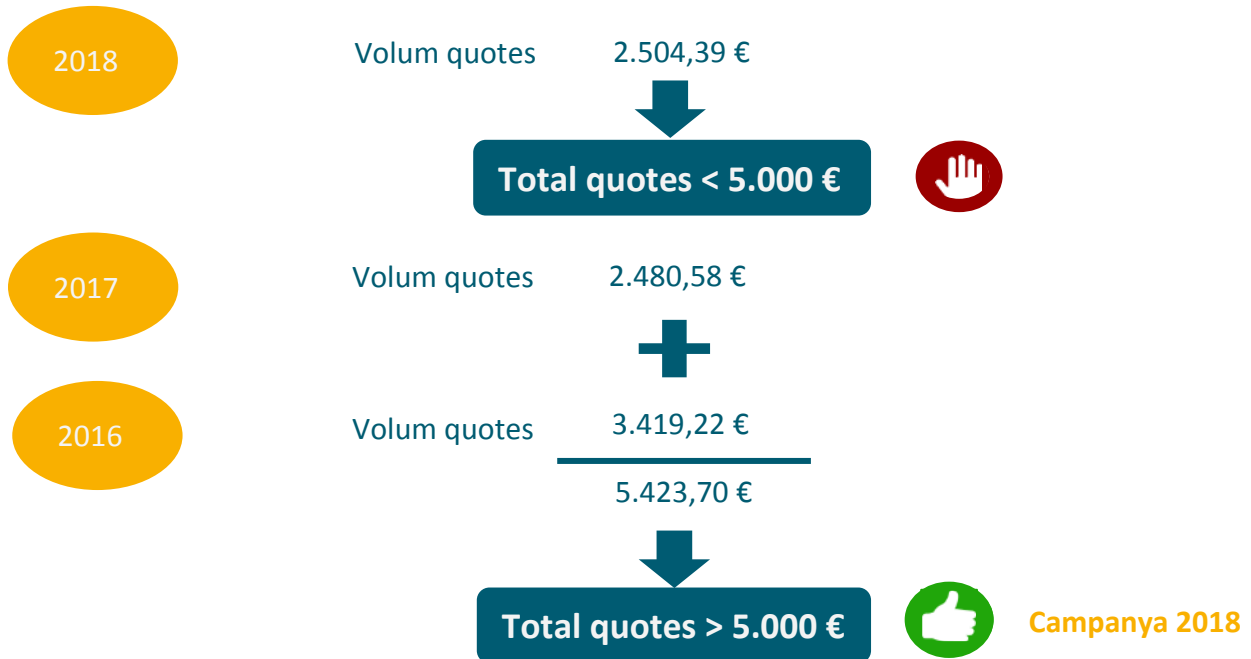 2018
Volum quotes 2.504,39 €
Total quotes < 5.000 €
2017
Volum quotes 2.480,58 €
2016
Volum quotes 3.419,22 €
5.423,70 €
Total quotes > 5.000 €
Campanya 2018